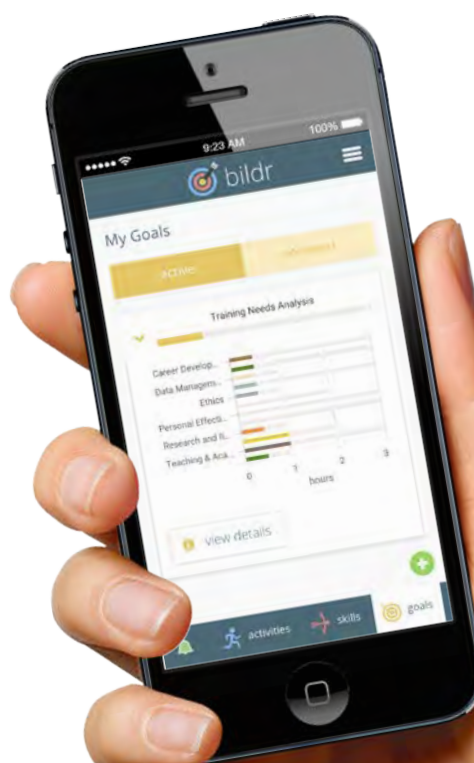 9:23 AM
100%
bildr
My Goals
active
Training Needs Analysis
Career Develop...
Data Managem...
Ethics
Personal Effecti...
Research and
Teaching & Aca...
0 1 2 3
hours
view details
activities
skills
goals